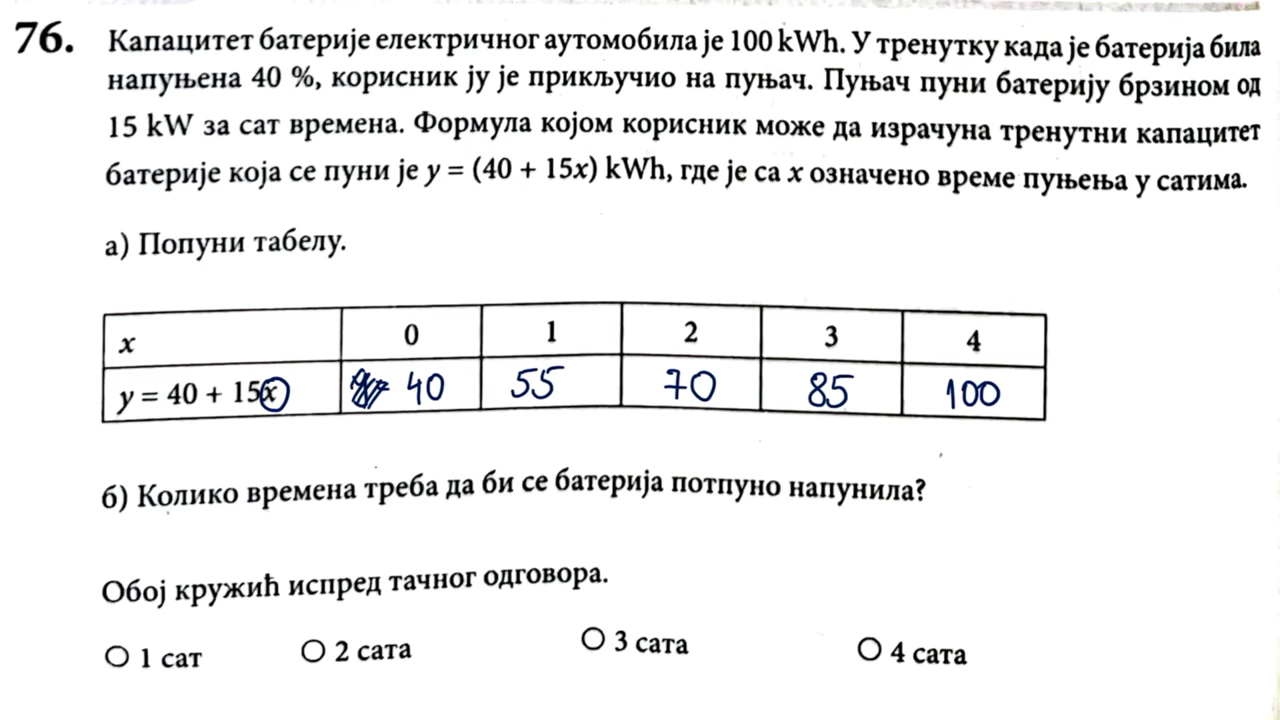 76. Капацитет батерије електричног аутомобила је 100 kWh. У тренутку када је батерија била
напуњена 40 %, корисник ју је прикључио на пуњач. Пуњач пуни батерију брзином од
15 kW за сат времена. Формула којом корисник може да израчуна тренутни капацитет
батерије која се пуни је y = (40 + 15x) kWh, где је са x означено време пуњења у сатима.
а) Попуни табелу.
x 0 1 2 3 4
y = 40 + 15x 40 55 70 85 100
б) Колико времена треба да би се батерија потпуно напунила?
Обој кружић испред тачног одговора.
1 сат 2 сата 3 сата 4 сата